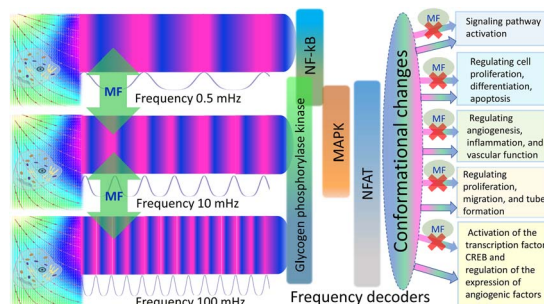 MF
Frequency 0.5 mHz
MF
Frequency 10 mHz
Frequency 100 mHz
NF-kB
Glycogen phosphorylase kinase
MAPK
NFAT
Frequency decoders
Conformational changes
MF
Signaling pathway
activation
MF
Regulating cell
proliferation,
differentiation,
apoptosis
MF
Regulating
angiogenesis,
inflammation, and
vascular function
MF
Regulating
proliferation,
migration, and tube
formation
MF
Activation of the
transcription factor
CREB and
regulation of the
expression of
angiogenic factors